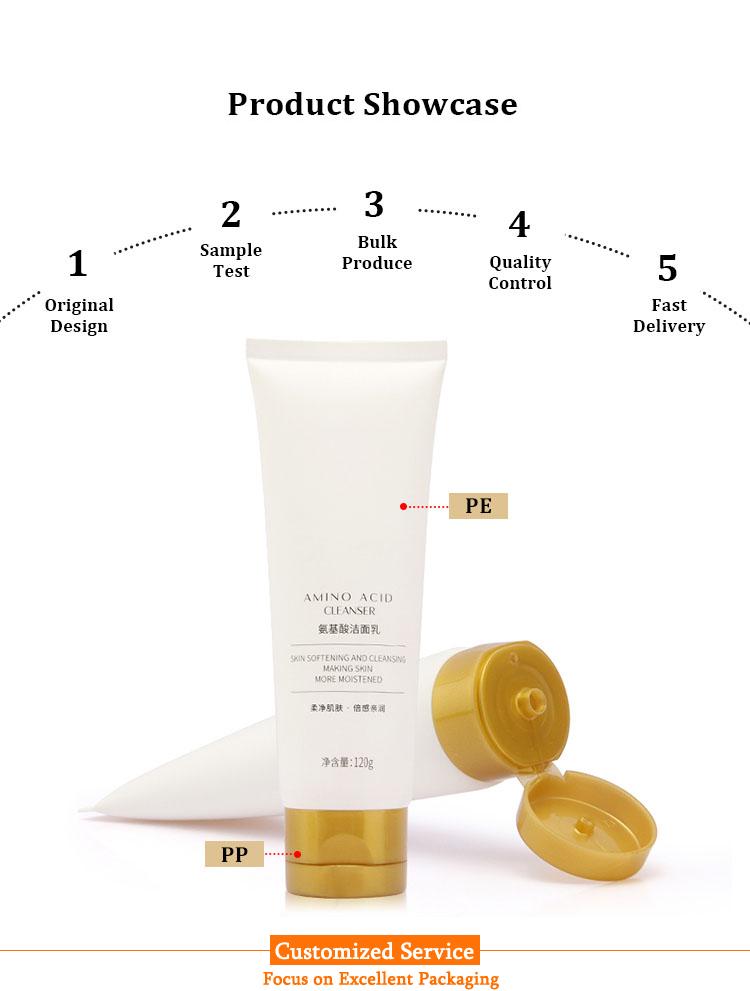 Product Showcase
1
Original
Design
2
Sample
Test
3
Bulk
Produce
4
Quality
Control
5
Fast
Delivery
PE
AMINO ACID
CLEANSER
氨基酸洁面乳
SKIN SOFTENING AND CLEANSING
MAKING SKIN
MORE MOISTENED
柔净肌肤 · 倍感亲润
净含量:120g
PP
Customized Service
Focus on Excellent Packaging